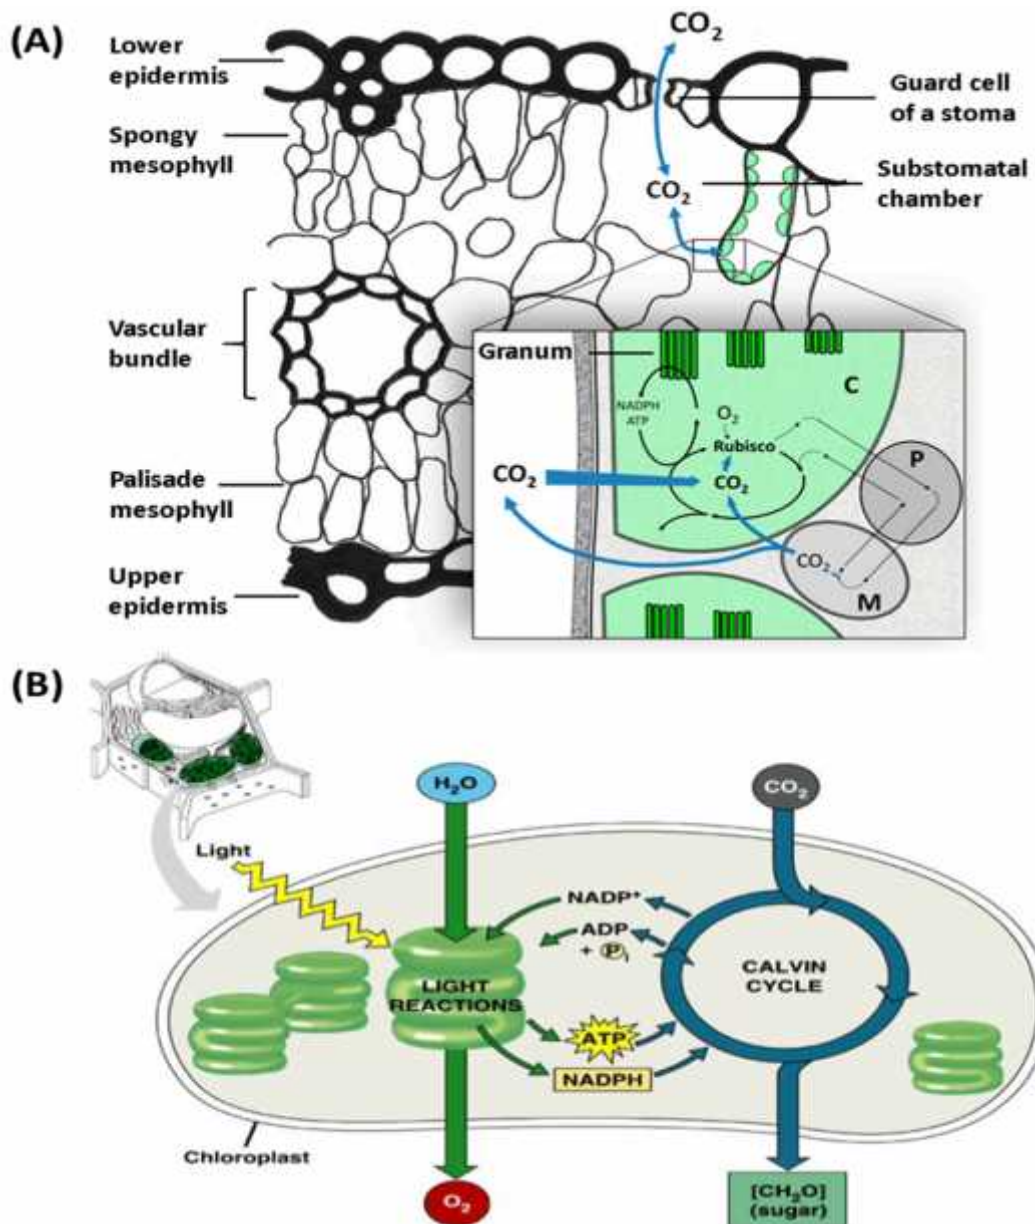 (A)
CO₂
Lower
epidermis
Guard cell
of a stoma
Spongy
mesophyll
CO₂
Substomatal
chamber
Vascular
bundle
Granum
C
NADPH
ATP
O₂
Rubisco
P
CO₂
CO₂
Palisade
mesophyll
CO₂
M
Upper
epidermis
(B)
H₂O
CO₂
Light
NADP⁺
ADP
+ Pᵢ
CALVIN
CYCLE
LIGHT
REACTIONS
ATP
NADPH
Chloroplast
O₂
[CH₂O]
(sugar)